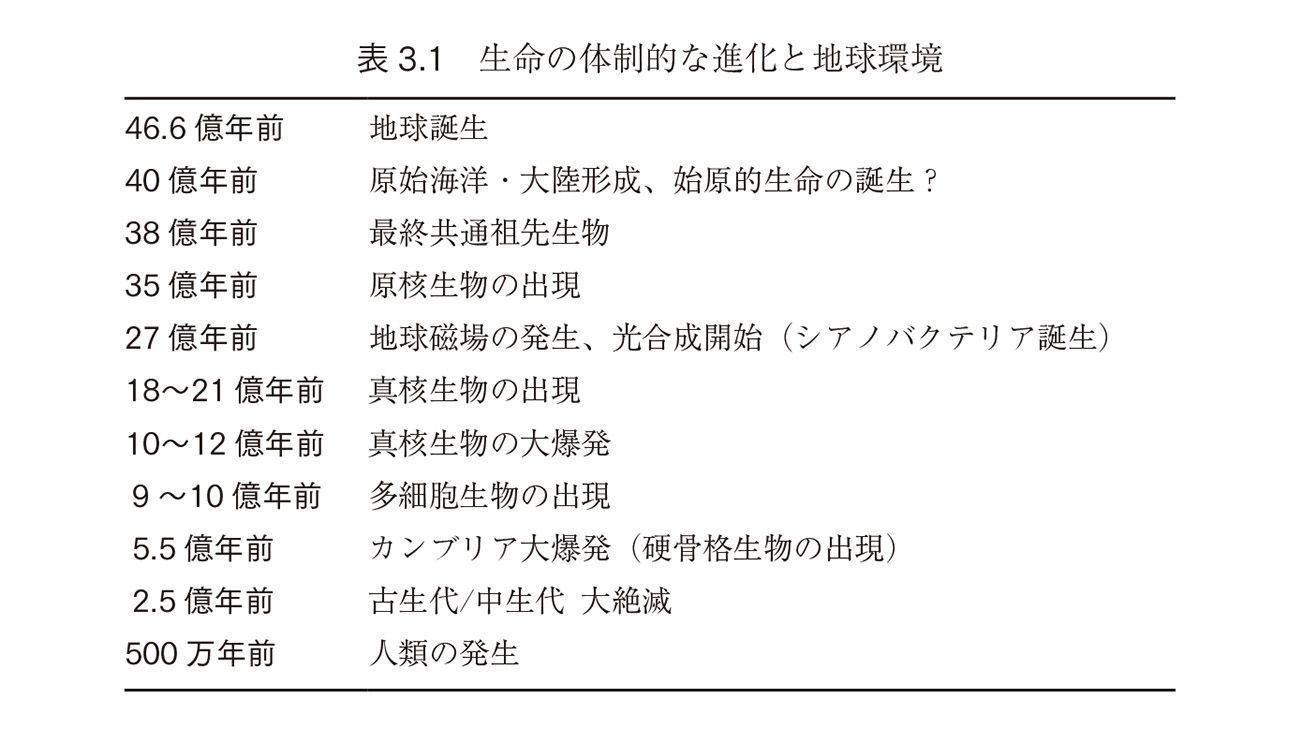 表 3.1 生命の体制的な進化と地球環境
46.6 億年前 地球誕生
40 億年前 原始海洋・大陸形成、始原的生命の誕生？
38 億年前 最終共通祖先生物
35 億年前 原核生物の出現
27 億年前 地球磁場の発生、光合成開始（シアノバクテリア誕生）
18〜21 億年前 真核生物の出現
10〜12 億年前 真核生物の大爆発
9 〜10 億年前 多細胞生物の出現
5.5 億年前 カンブリア大爆発（硬骨格生物の出現）
2.5 億年前 古生代/中生代 大絶滅
500 万年前 人類の発生